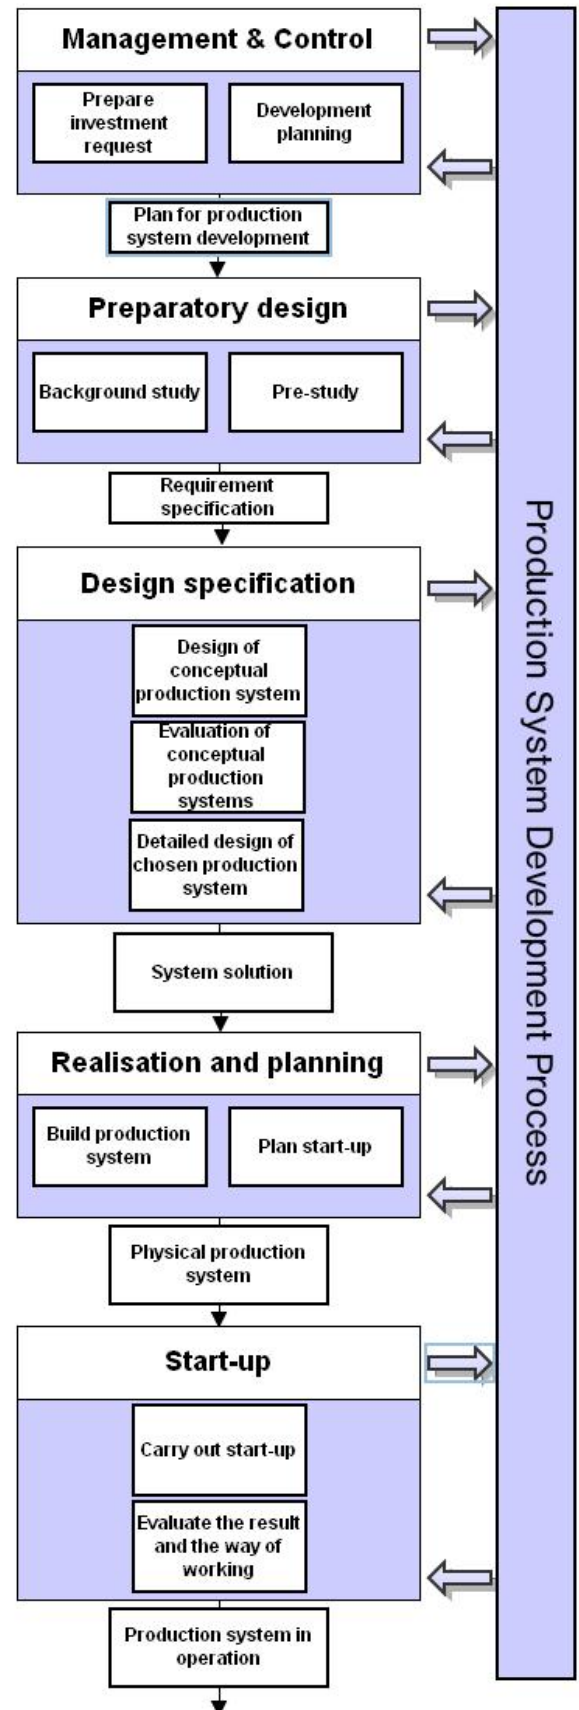 Management & Control
Prepare
investment
request
Development
planning
Plan for production
system development
Preparatory design
Background study
Pre-study
Requirement
specification
Design specification
Design of
conceptual
production system
Evaluation of
conceptual
production
systems
Detailed design of
chosen production
system
System solution
Realisation and planning
Build production
system
Plan start-up
Physical production
system
Start-up
Carry out start-up
Evaluate the result
and the way of
working
Production system in
operation
Production System Development Process